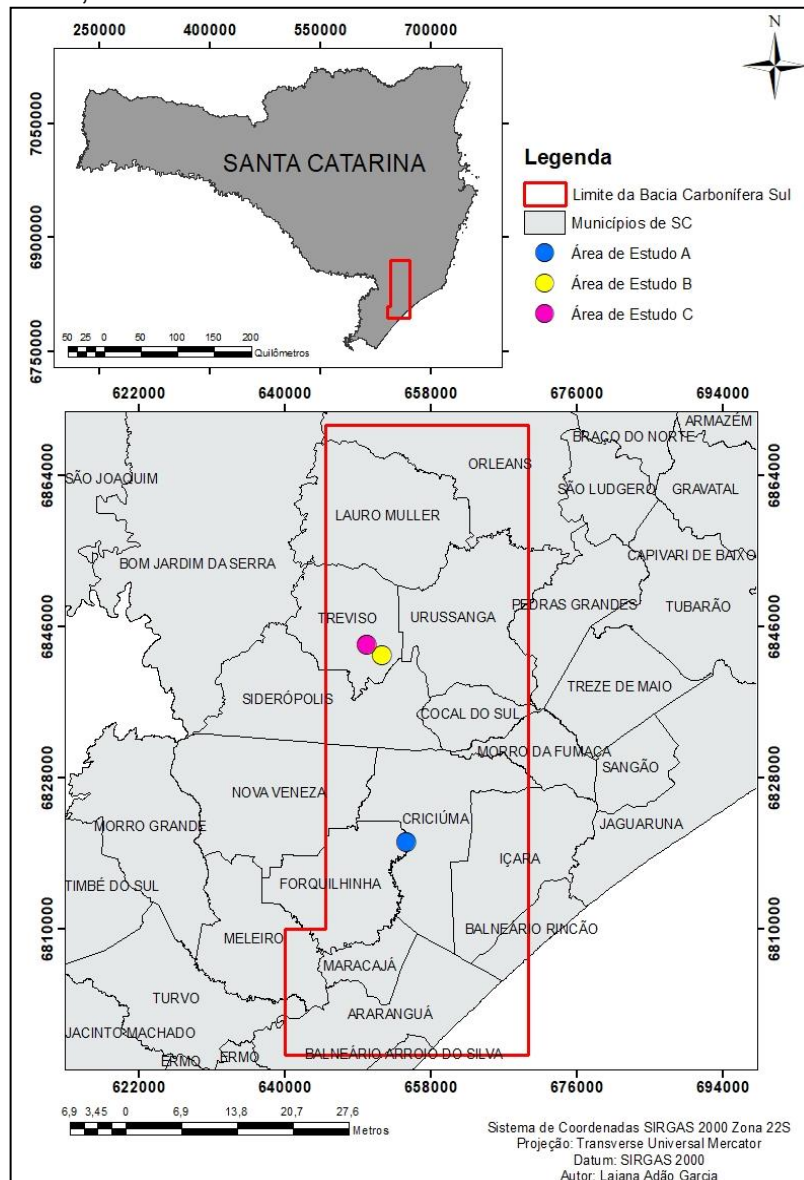 250000 400000 550000 700000
N
7050000
6900000
6750000
SANTA CATARINA
50 25 0 50 100 150 200
Quilômetros
Legenda
Limite da Bacia Carbonífera Sul
Municípios de SC
Área de Estudo A
Área de Estudo B
Área de Estudo C
622000 640000 658000 676000 694000
6864000
6846000
6828000
6810000
ARMAZÉM
BRAÇO DO NORTE
ORLEANS
SÃO JOAQUIM
SÃO LUDGERO
GRAVATAL
LAURO MULLER
CAPIVARI DE BAIXO
BOM JARDIM DA SERRA
PEDRAS GRANDES
TUBARÃO
TREVISO
URUSSANGA
TREZE DE MAIO
SIDERÓPOLIS
COCAL DO SUL
MORRO DA FUMAÇA
SANGÃO
NOVA VENEZA
CRICIÚMA
JAGUARUNA
MORRO GRANDE
IÇARA
TIMBÉ DO SUL
FORQUILHINHA
BALNEÁRIO RINCÃO
MELEIRO
MARACAJÁ
TURVO
ARARANGUÁ
JACINTO MACHADO
ERMO
ERMO
BALNEÁRIO ARROIO DO SILVA
6864000
6846000
6828000
6810000
622000 640000 658000 676000 694000
6,9 3,45 0 6,9 13,8 20,7 27,6
Metros
Sistema de Coordenadas SIRGAS 2000 Zona 22S
Projeção: Transverse Universal Mercator
Datum: SIRGAS 2000
Autor: Laiana Adão Garcia